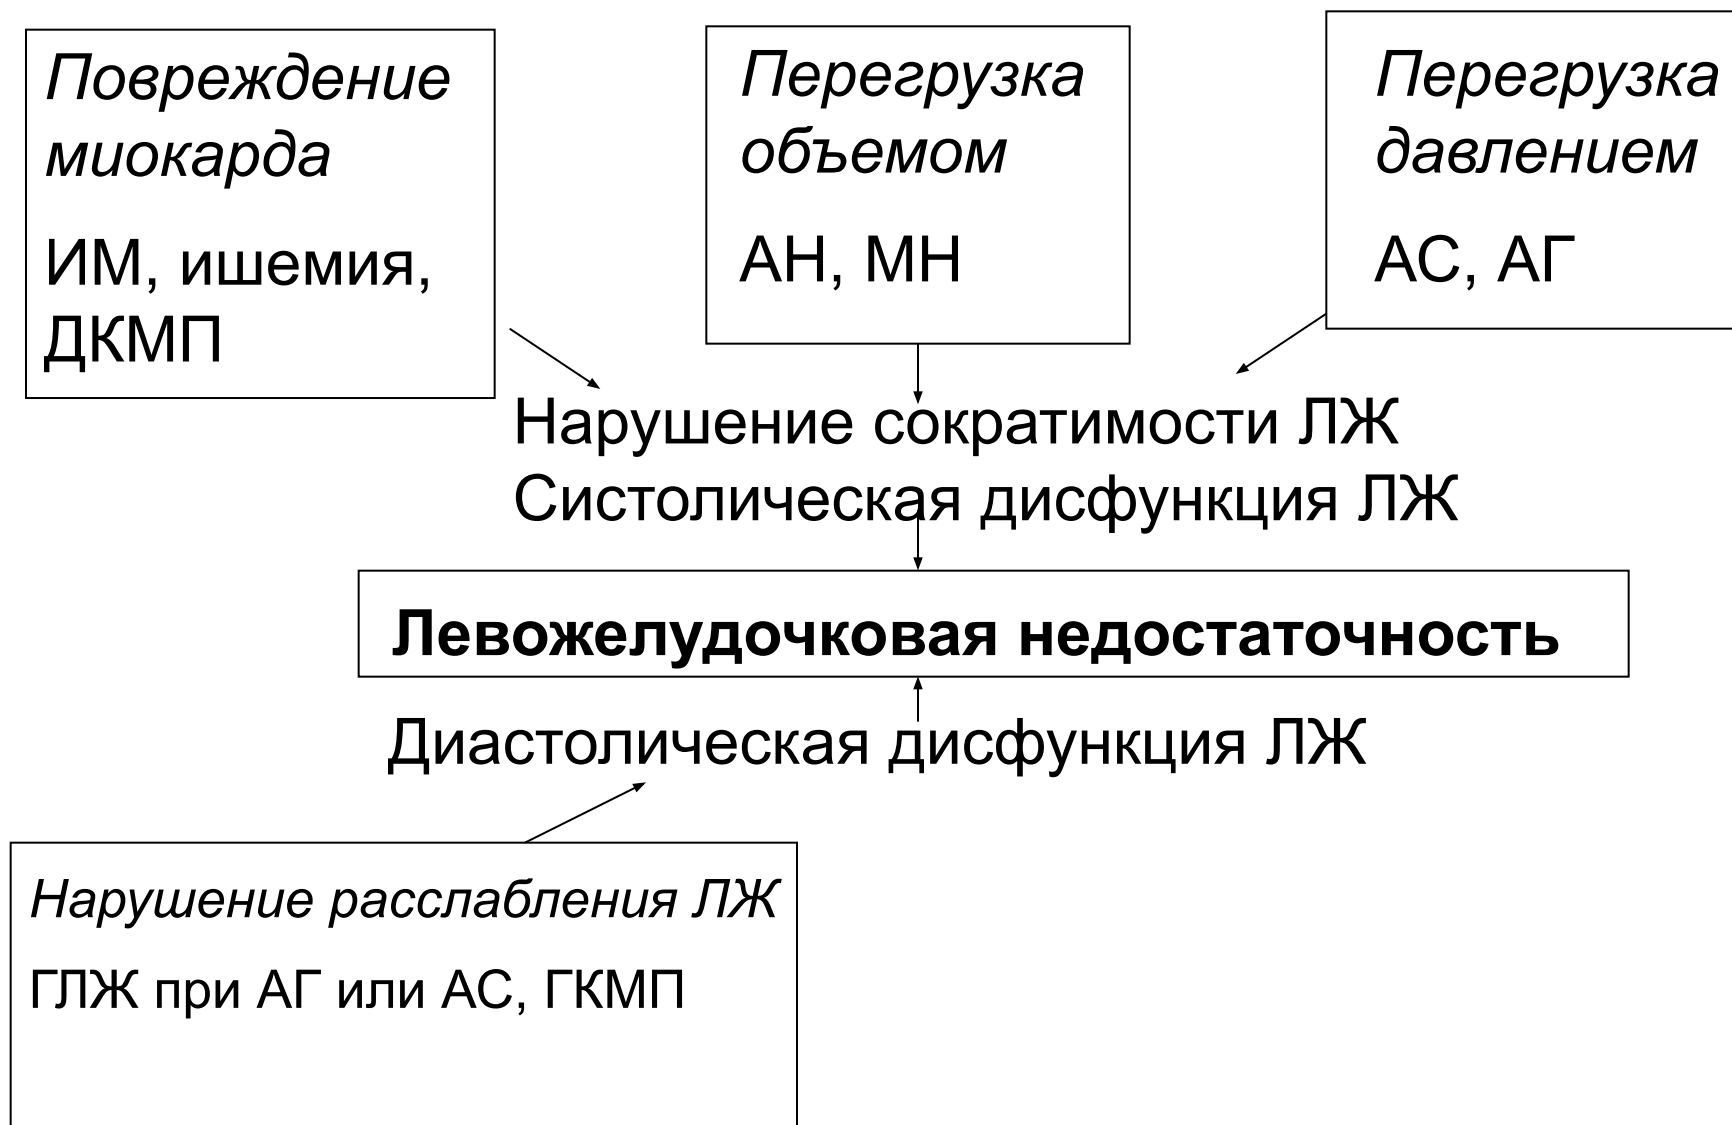 Повреждение
миокарда
ИМ, ишемия,
ДКМП
Перегрузка
объемом
АН, МН
Перегрузка
давлением
АС, АГ
Нарушение сократимости ЛЖ
Систолическая дисфункция ЛЖ
Левожелудочковая недостаточность
Диастолическая дисфункция ЛЖ
Нарушение расслабления ЛЖ
ГЛЖ при АГ или АС, ГКМП